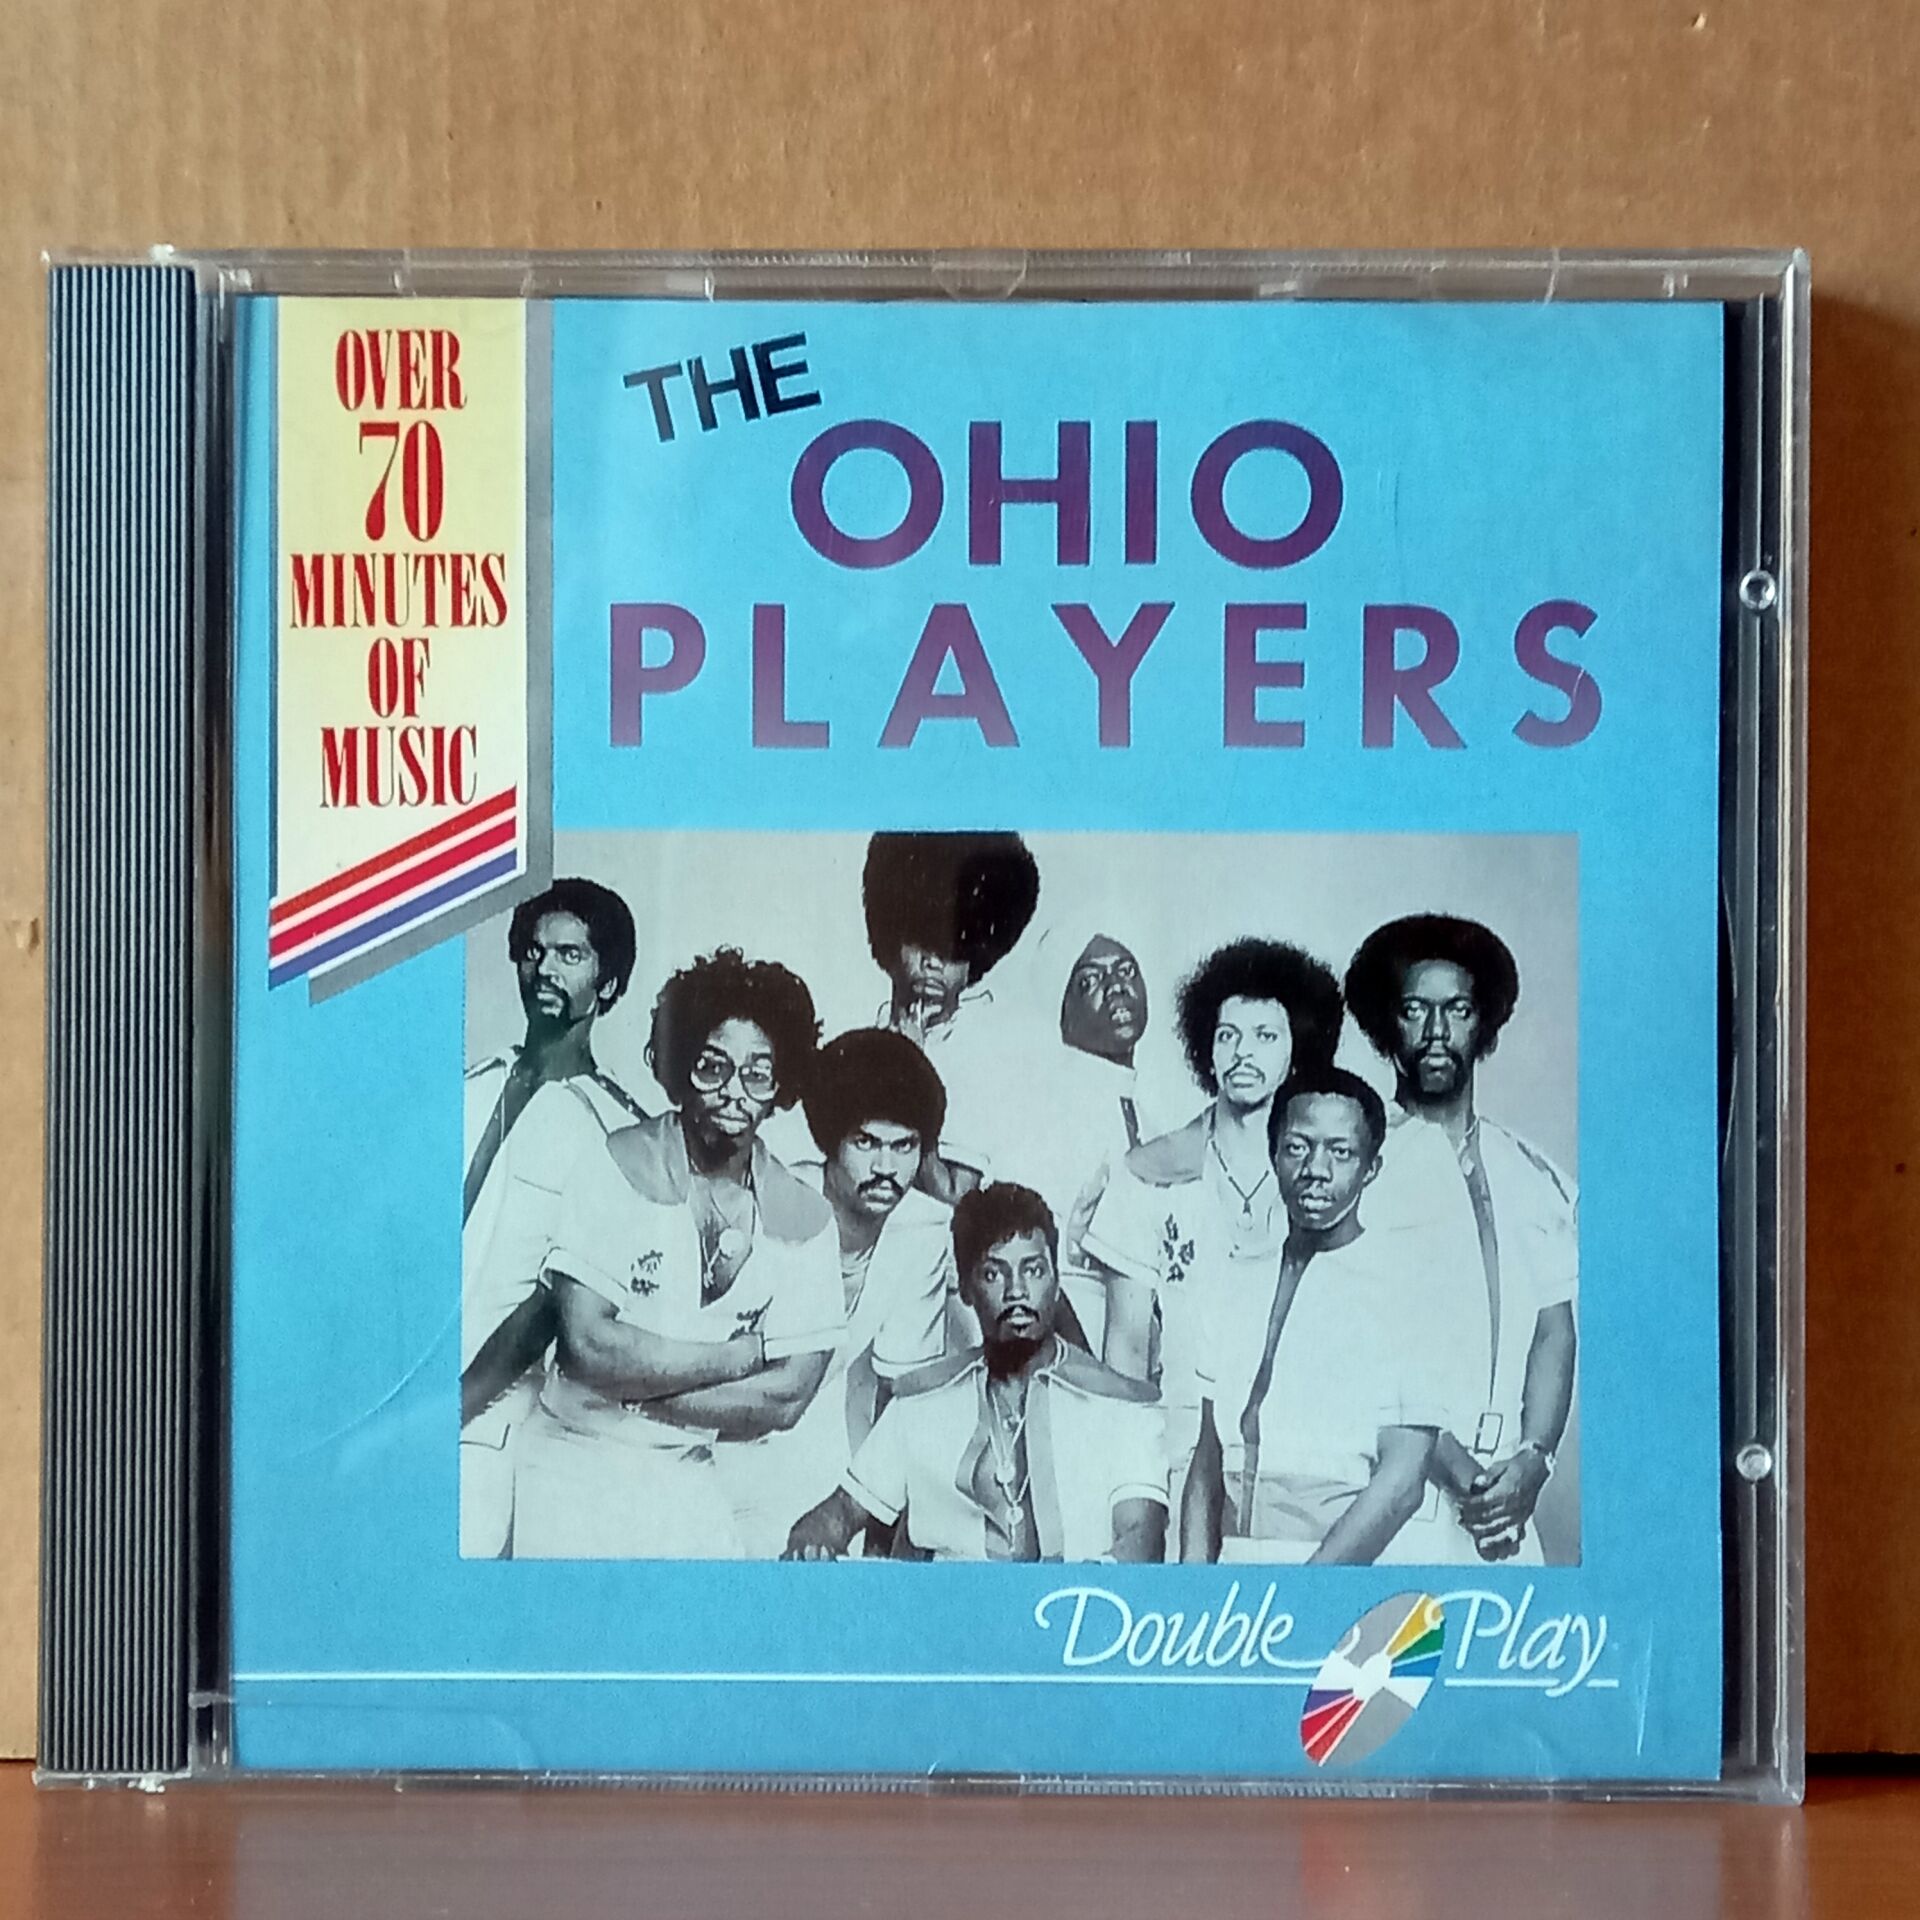 OVER
70
MINUTES
OF
MUSIC
THE
OHIO
PLAYERS
Double Play